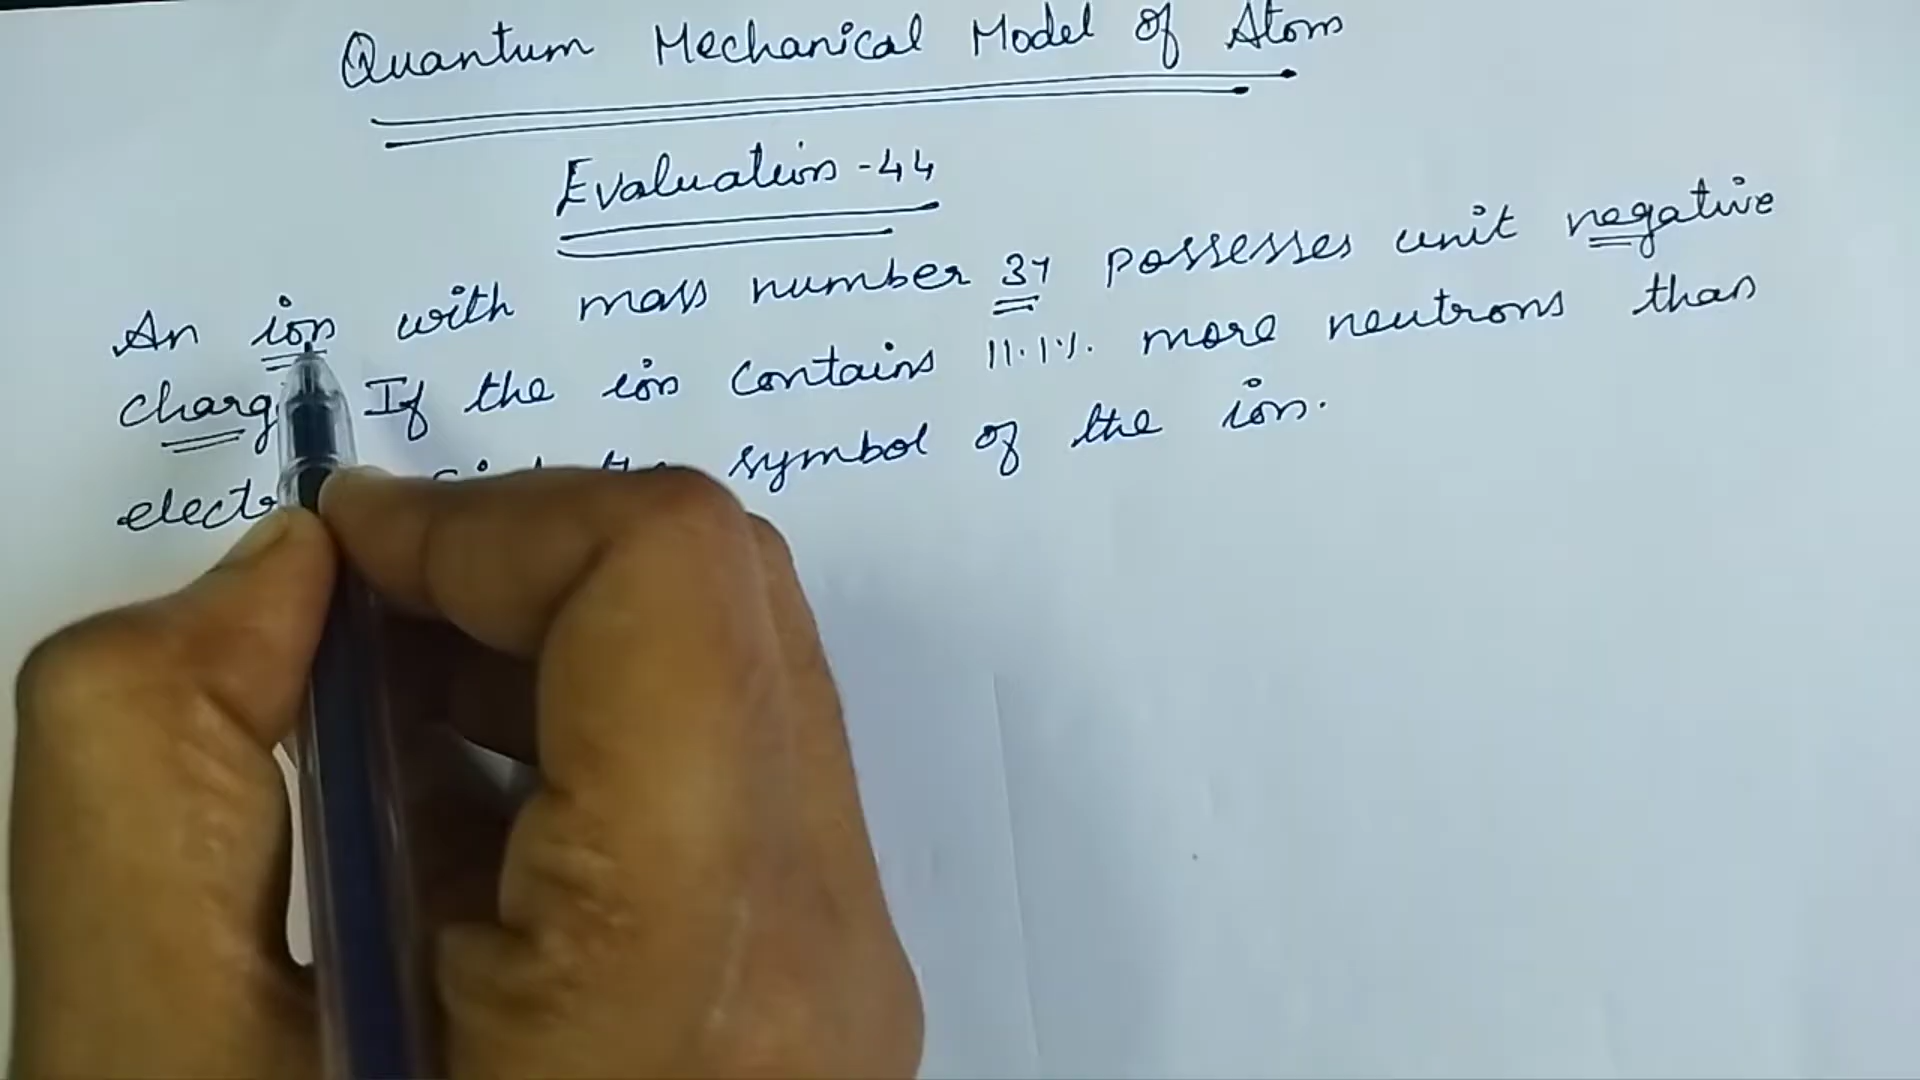 Quantum Mechanical Model of Atom
Evaluation - 44
An ion with mass number 37 possesses unit negative
charg If the ion contains 11.1%. more neutrons than
electr symbol of the ion.